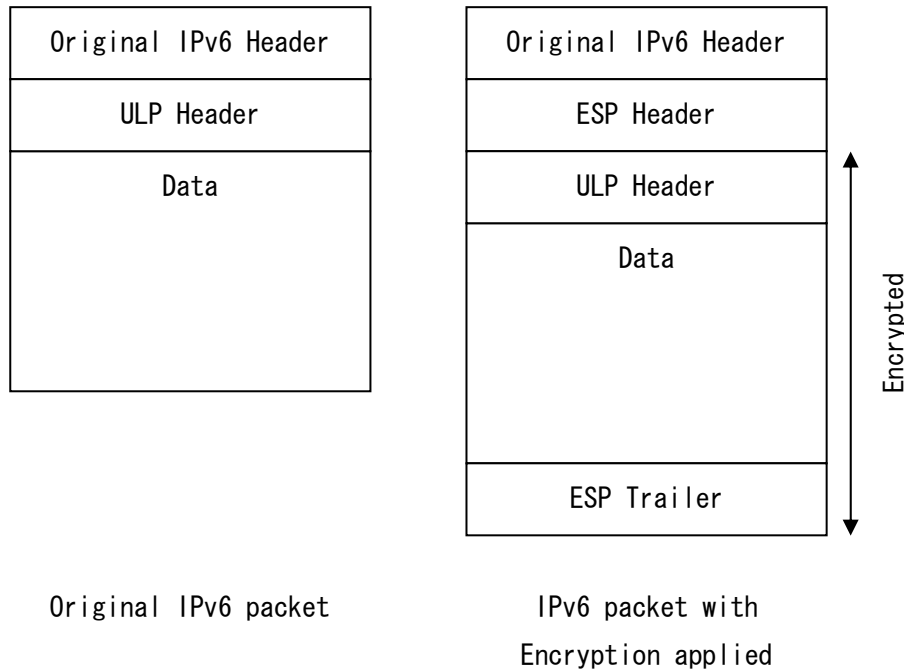 Original IPv6 Header
ULP Header
Data
Original IPv6 packet
Original IPv6 Header
ESP Header
ULP Header
Data
ESP Trailer
Encrypted
IPv6 packet with
Encryption applied